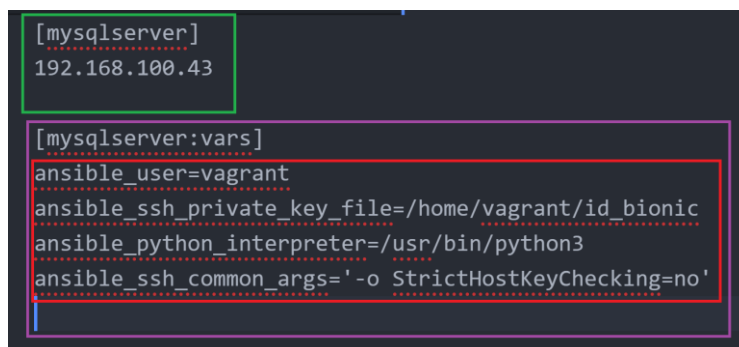 [mysqlserver]
192.168.100.43
[mysqlserver:vars]
ansible_user=vagrant
ansible_ssh_private_key_file=/home/vagrant/id_bionic
ansible_python_interpreter=/usr/bin/python3
ansible_ssh_common_args='-o StrictHostKeyChecking=no'